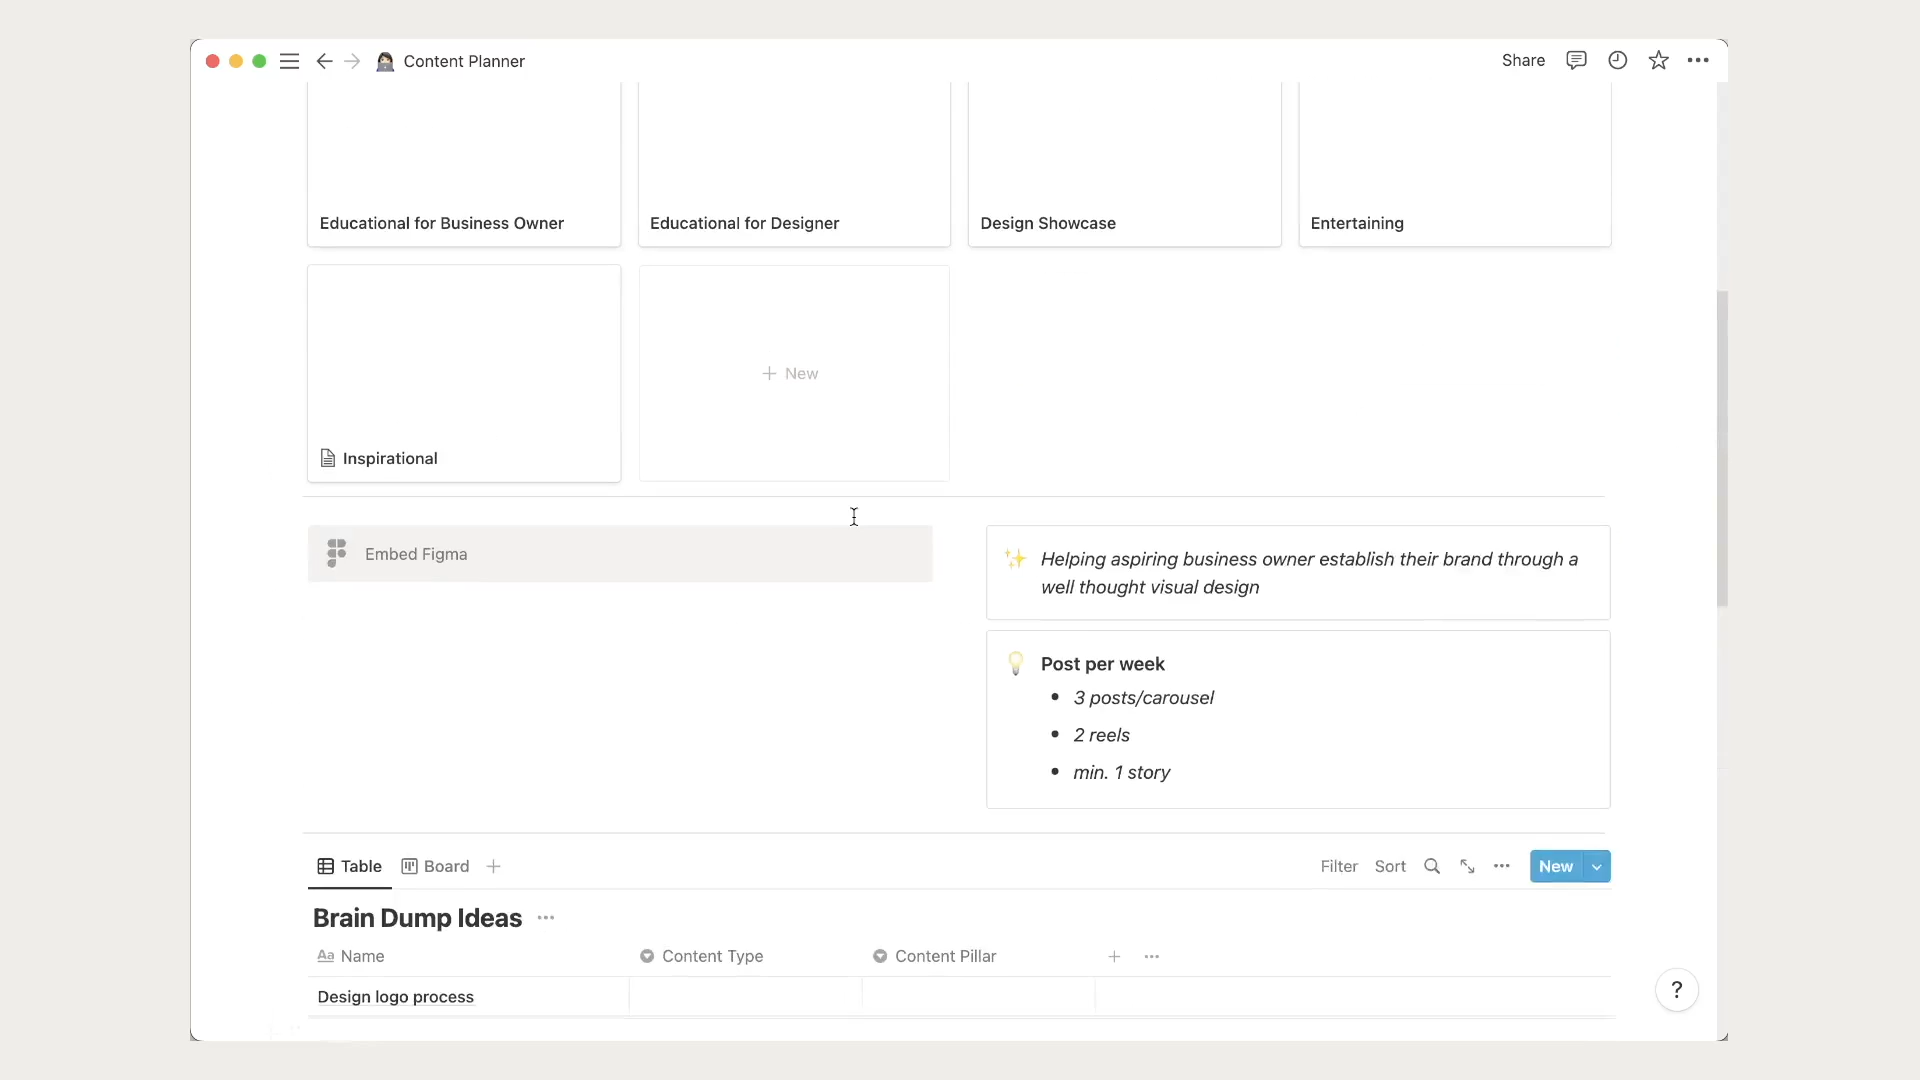 Content Planner
Share
Educational for Business Owner
Educational for Designer
Design Showcase
Entertaining
Inspirational
New
Embed Figma
Helping aspiring business owner establish their brand through a
well thought visual design
Post per week
3 posts/carousel
2 reels
min. 1 story
Table
Board
Filter
Sort
New
Brain Dump Ideas
Aa Name
Content Type
Content Pillar
Design logo process
?